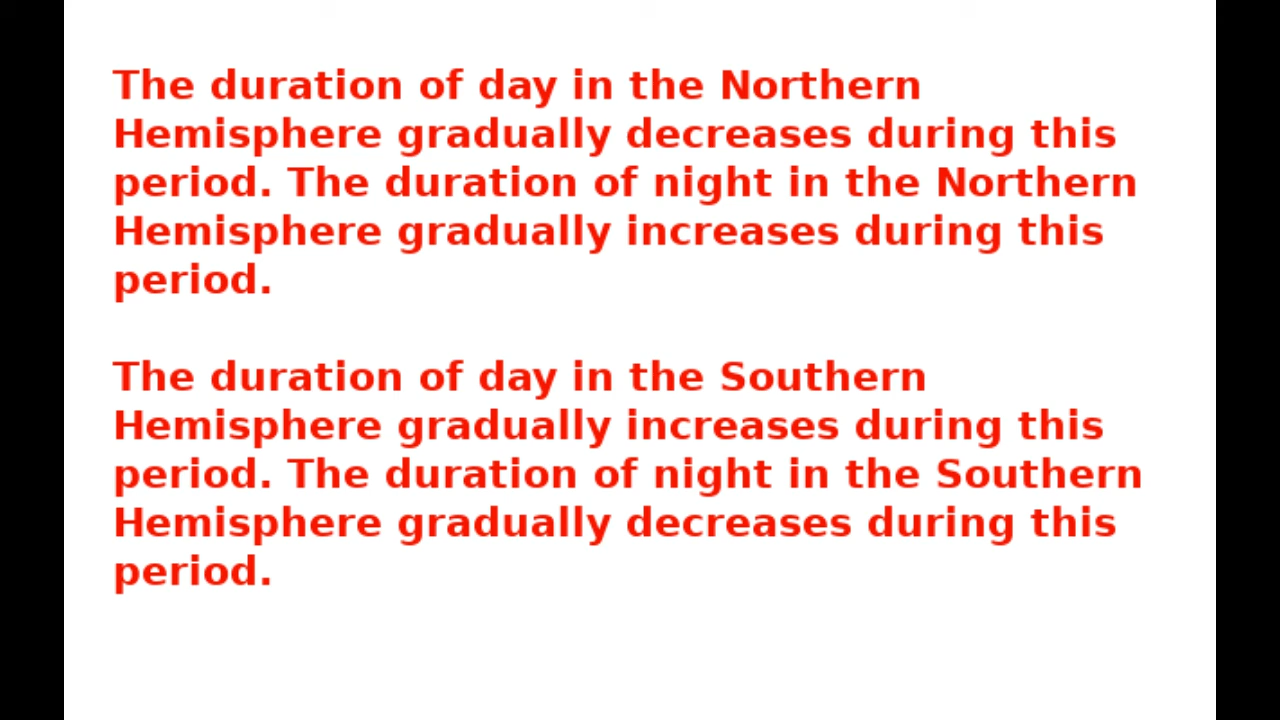 The duration of day in the Northern
Hemisphere gradually decreases during this
period. The duration of night in the Northern
Hemisphere gradually increases during this
period.
The duration of day in the Southern
Hemisphere gradually increases during this
period. The duration of night in the Southern
Hemisphere gradually decreases during this
period.